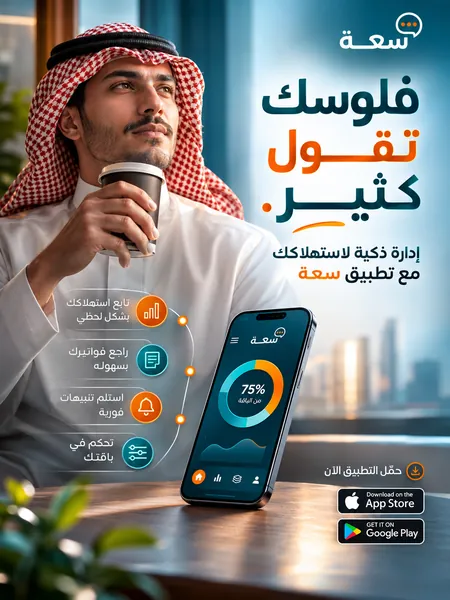 سعة
فلوسك
تقول
كثير.
إدارة ذكية لاستهلاكك
مع تطبيق سعة
تابع استهلاكك
بشكل لحظي
راجع فواتيرك
بسهوله
استلم تنبيهات
فورية
تحكم في
باقتك
سعة
75%
من الباقة
حمّل التطبيق الآن
Download on the
App Store
GET IT ON
Google Play